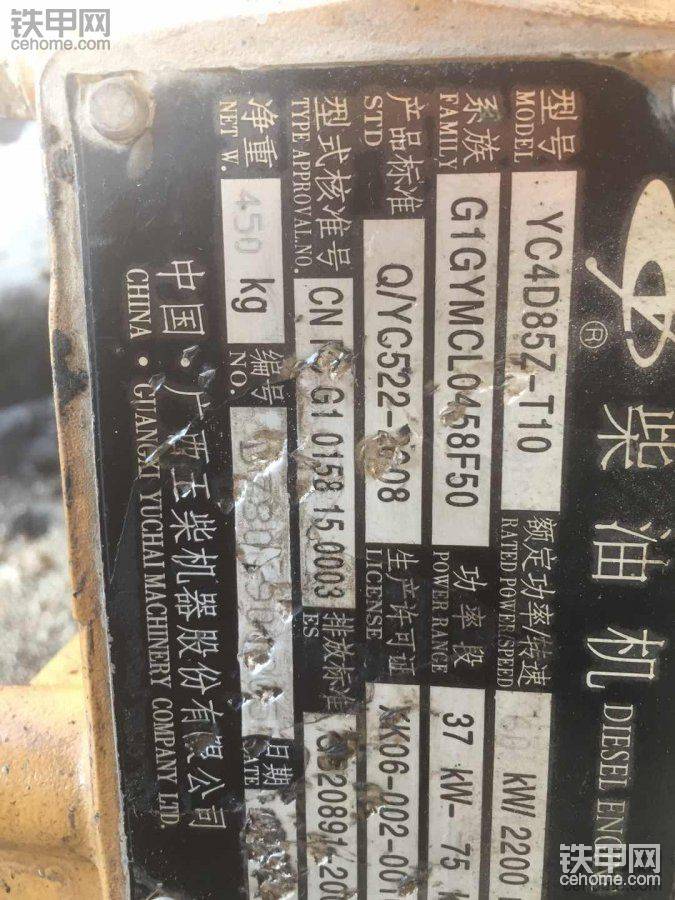 铁甲网
cehome.com
® 柴油机 DIESEL
型号 YC4D85Z-T10 额定功率/转速 kW/2200
MODEL RATED POWER/SPEED
系族 G1GYMCL0458F50 功率段 37 kW-75
FAMILY POWER RANGE
产品标准 Q/YC522- 生产许可证 XK06-002-001
STD LICENSE
型式核准号 CN G1 0158 15 0003 排放标准
TYPE APPROVAL.NO. ES
净重 450 kg 编号 日期
NET W. NO. DATE
中国·广西玉柴机器股份有限公司
CHINA · GUANGXI YUCHAI MACHINERY COMPANY LTD.
铁甲网
cehome.com